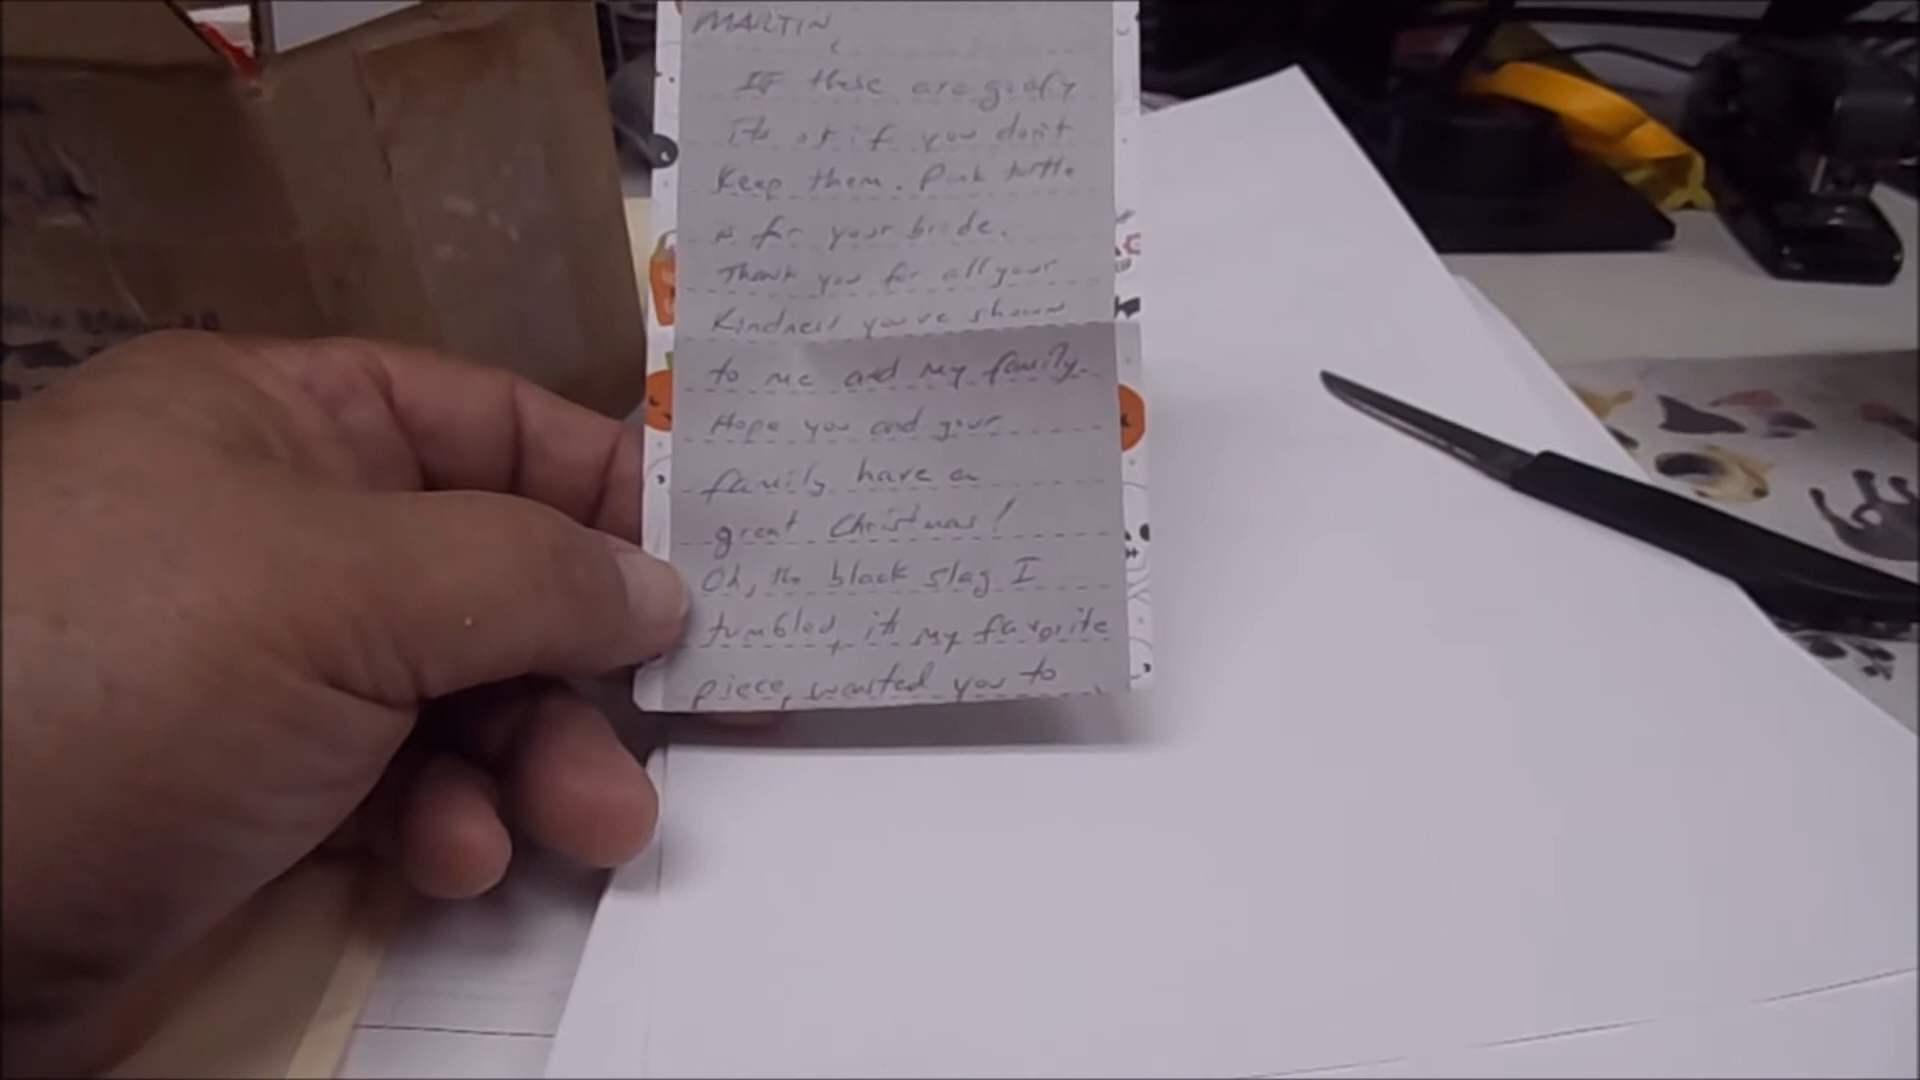 MARTIN,
If these are goofy
its ok if you don't
Keep them. Pink turtle
is for your bride.
Thank you for all your
Kindness you've shown
to me and my family.
Hope you and your
family have a
great Christmas!
Oh, the black slag I
tumbled, it's my favorite
piece, wanted you to